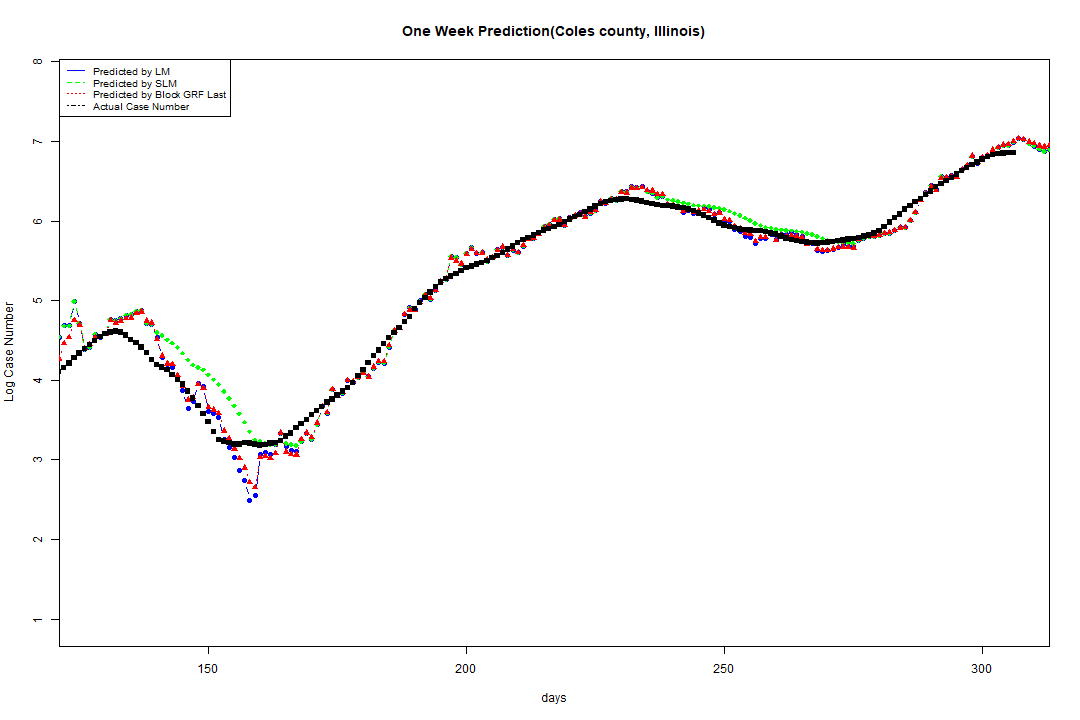 One Week Prediction(Coles county, Illinois)
Predicted by LM
Predicted by SLM
Predicted by Block GRF Last
Actual Case Number
8
7
6
5
4
3
2
1
Log Case Number
150 200 250 300
days